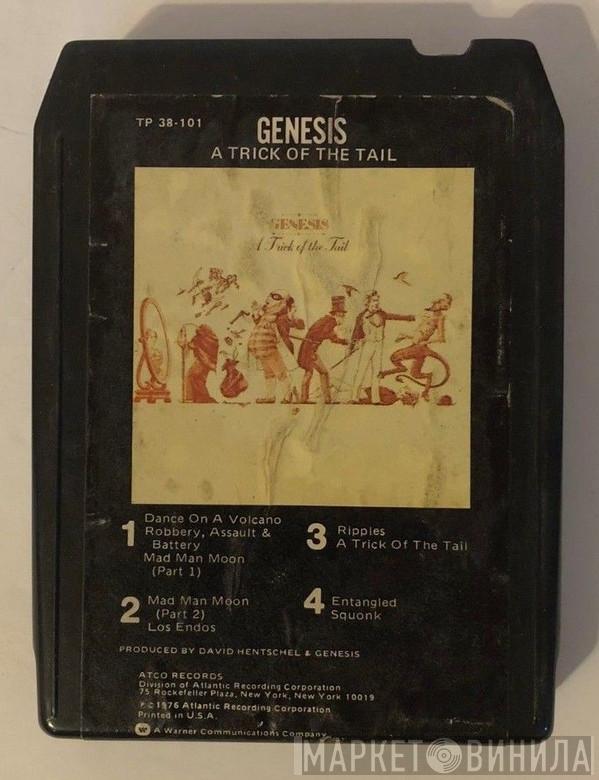 TP 38-101
GENESIS
A TRICK OF THE TAIL
GENESIS
A Trick of the Tail
1
Dance On A Volcano
Robbery, Assault &
Battery
Mad Man Moon
(Part 1)
2
Mad Man Moon
(Part 2)
Los Endos
3
Ripples
A Trick Of The Tail
4
Entangled
Squonk
PRODUCED BY DAVID HENTSCHEL & GENESIS
ATCO RECORDS
Division of Atlantic Recording Corporation
75 Rockefeller Plaza, New York, New York 10019
℗ © 1976 Atlantic Recording Corporation
Printed in U.S.A.
A Warner Communications Company
МАРКЕТ ВИНИЛА